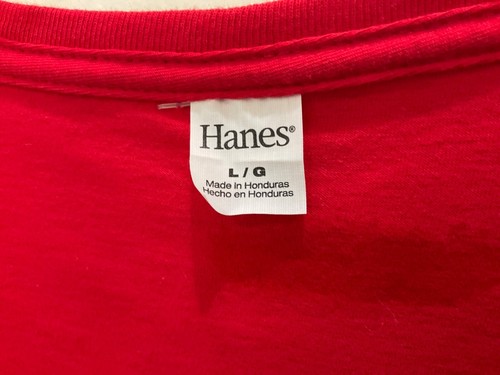 Hanes®
L / G
Made in Honduras
Hecho en Honduras